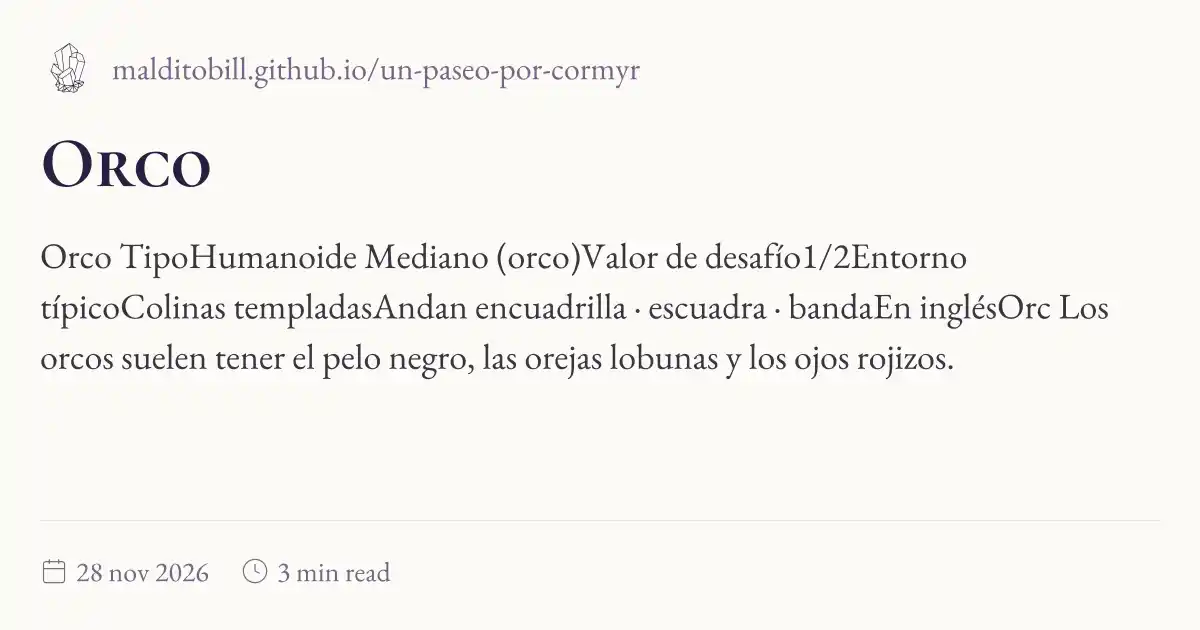 malditobill.github.io/un-paseo-por-cormyr
Orco
Orco TipoHumanoide Mediano (orco)Valor de desafío1/2Entorno
típicoColinas templadasAndan encuadrilla · escuadra · bandaEn inglésOrc Los
orcos suelen tener el pelo negro, las orejas lobunas y los ojos rojizos.
28 nov 2026
3 min read